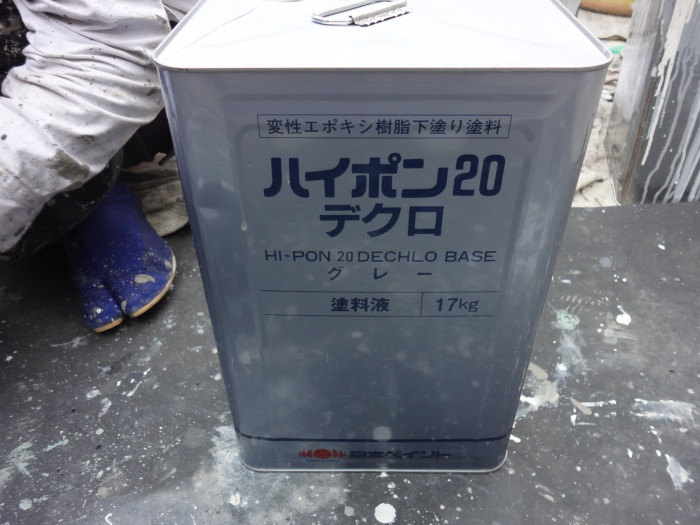 変性エポキシ樹脂下塗り塗料
ハイポン20
デクロ
HI-PON 20 DECHLO BASE
グレー
塗料液 17kg
日本ペイント